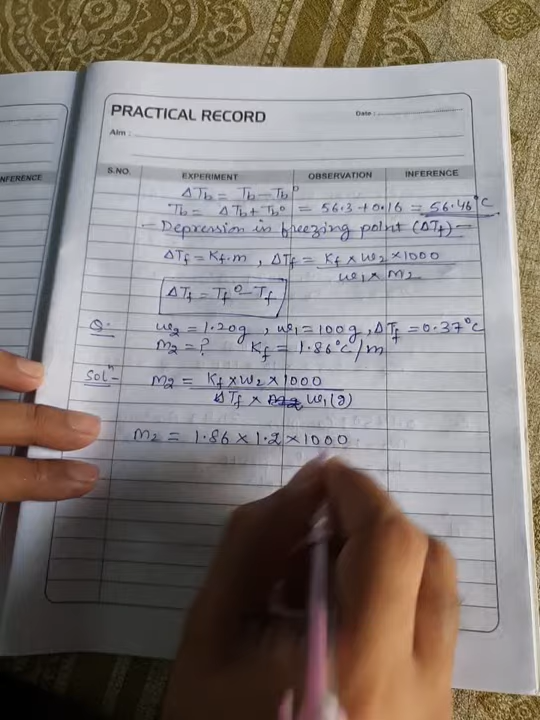 PRACTICAL RECORD
Date :
Aim :
NFERENCE
S.NO. EXPERIMENT OBSERVATION INFERENCE
ΔTb = Tb - Tb°
Tb = ΔTb + Tb° = 56.3 + 0.16 = 56.46°C
- Depression in freezing point (ΔTf) -
ΔTf = Kf.m , ΔTf = Kf × w2 × 1000
w1 × M2
ΔTf = Tf° - Tf
Q. w2 = 1.20g , w1 = 100g , ΔTf = 0.37°C
M2 = ? Kf = 1.86°C/m
Solⁿ- M2 = Kf × w2 × 1000
ΔTf × w1(g)
M2 = 1.86 × 1.2 × 1000